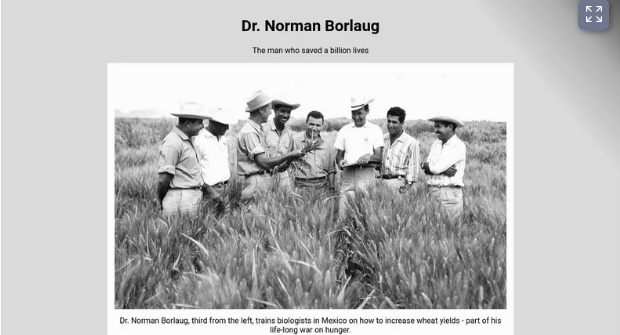 Dr. Norman Borlaug
The man who saved a billion lives
Dr. Norman Borlaug, third from the left, trains biologists in Mexico on how to increase wheat yields - part of his
life-long war on hunger.